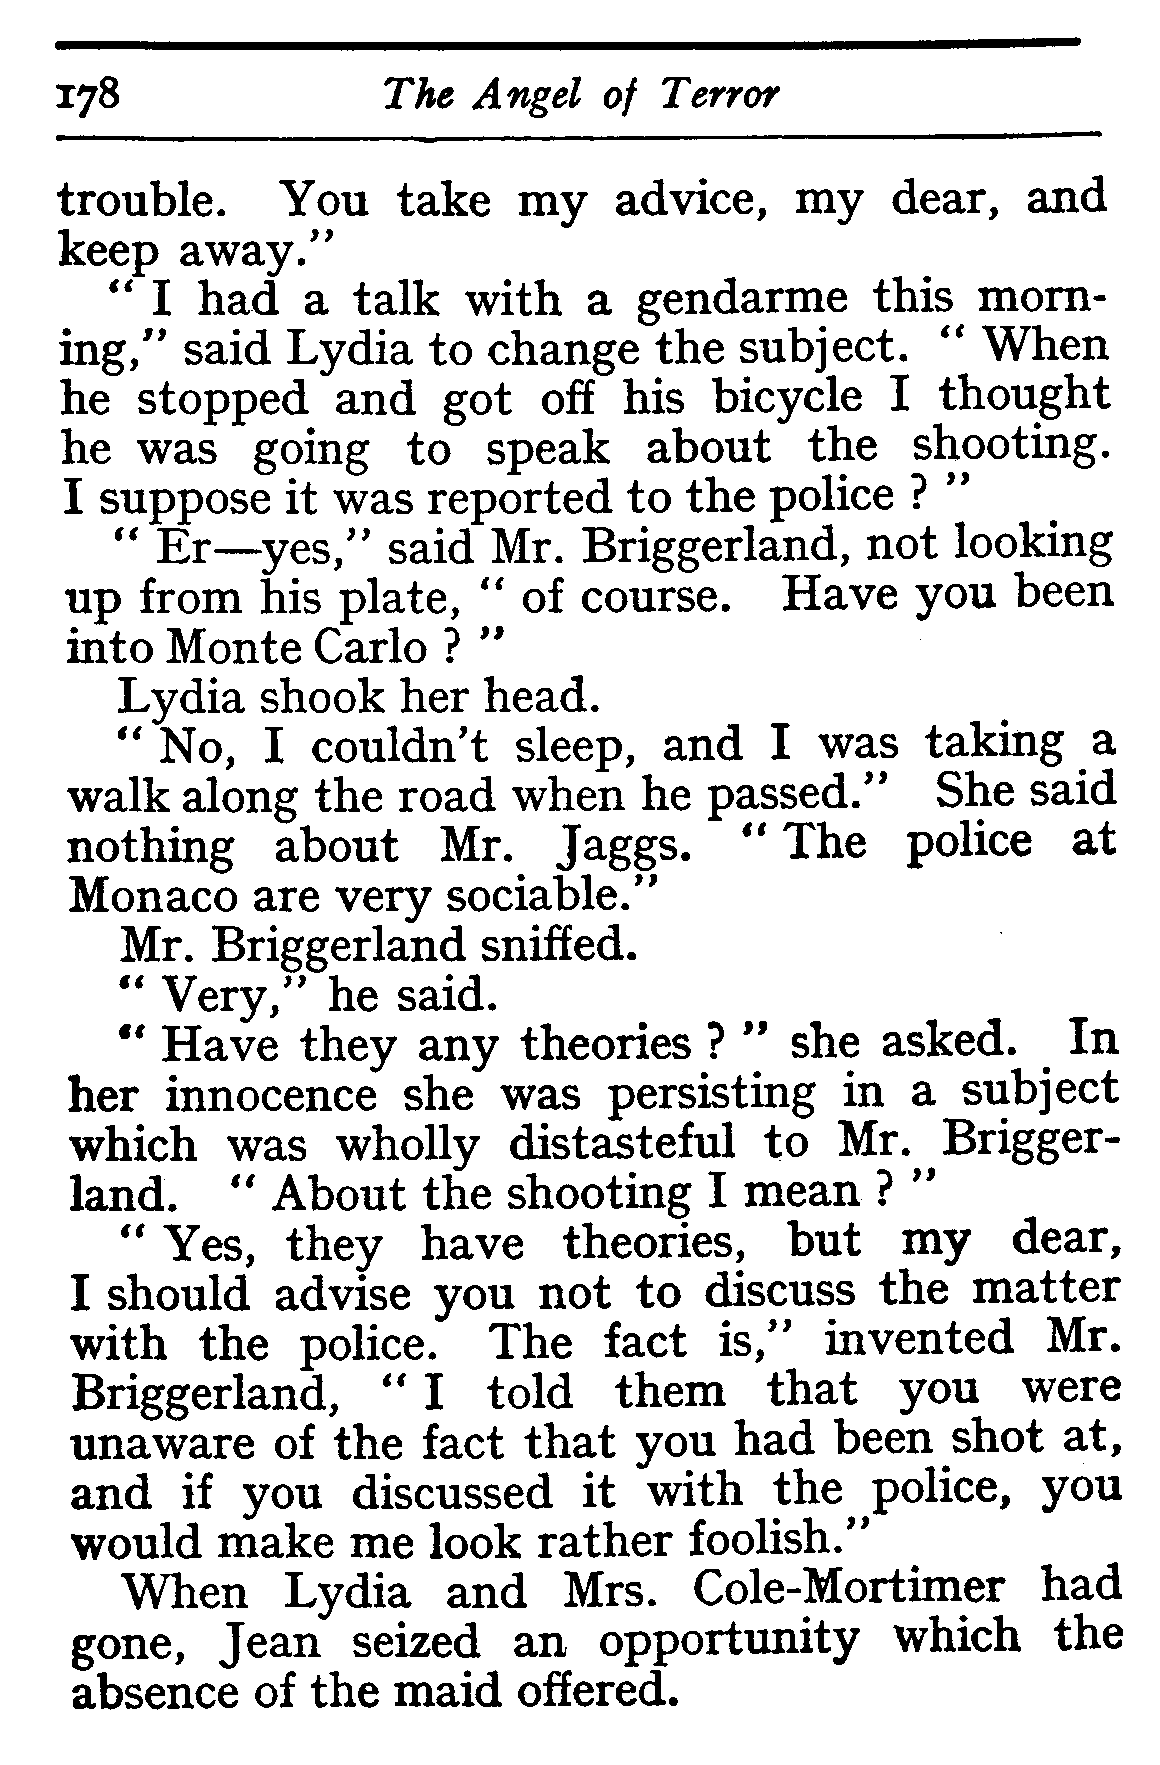 178 The Angel of Terror
trouble. You take my advice, my dear, and
keep away."
" I had a talk with a gendarme this morn-
ing," said Lydia to change the subject. " When
he stopped and got off his bicycle I thought
he was going to speak about the shooting.
I suppose it was reported to the police ? "
" Er—yes," said Mr. Briggerland, not looking
up from his plate, " of course. Have you been
into Monte Carlo ? "
Lydia shook her head.
" No, I couldn't sleep, and I was taking a
walk along the road when he passed." She said
nothing about Mr. Jaggs. " The police at
Monaco are very sociable."
Mr. Briggerland sniffed.
" Very," he said.
" Have they any theories ? " she asked. In
her innocence she was persisting in a subject
which was wholly distasteful to Mr. Brigger-
land. " About the shooting I mean ? "
" Yes, they have theories, but my dear,
I should advise you not to discuss the matter
with the police. The fact is," invented Mr.
Briggerland, " I told them that you were
unaware of the fact that you had been shot at,
and if you discussed it with the police, you
would make me look rather foolish."
When Lydia and Mrs. Cole-Mortimer had
gone, Jean seized an opportunity which the
absence of the maid offered.